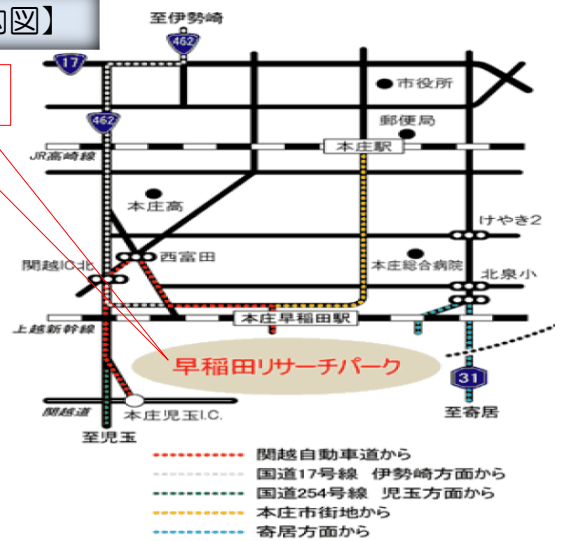 図】
至伊勢崎
462
17
市役所
462
郵便局
JR高崎線
本庄駅
本庄高
けやき2
西富田
関越IC北
本庄総合病院
北泉小
上越新幹線
本庄早稲田駅
早稲田リサーチパーク
31
関越道
本庄児玉I.C.
至寄居
至児玉
関越自動車道から
国道17号線 伊勢崎方面から
国道254号線 児玉方面から
本庄市街地から
寄居方面から